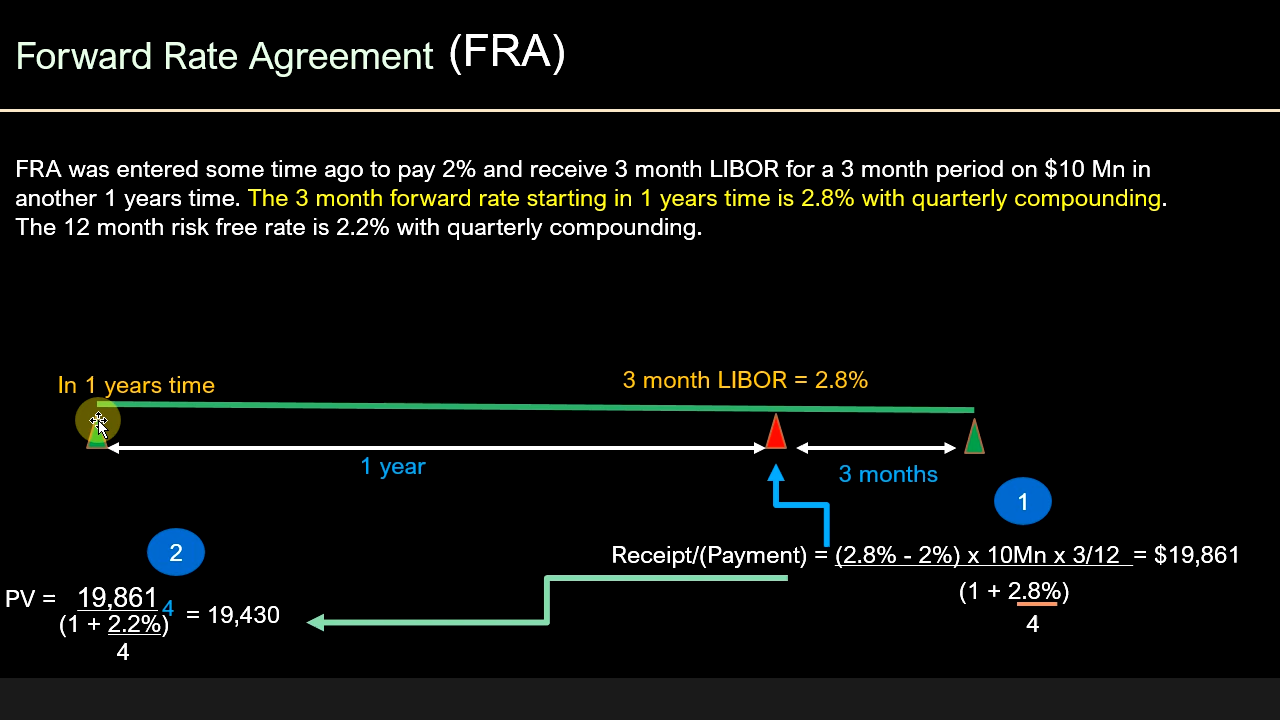 Forward Rate Agreement (FRA)
FRA was entered some time ago to pay 2% and receive 3 month LIBOR for a 3 month period on $10 Mn in
another 1 years time. The 3 month forward rate starting in 1 years time is 2.8% with quarterly compounding.
The 12 month risk free rate is 2.2% with quarterly compounding.
In 1 years time
3 month LIBOR = 2.8%
1 year
3 months
1
Receipt/(Payment) = (2.8% - 2%) x 10Mn x 3/12 = $19,861
(1 + 2.8%)
4
2
PV = 19,861 = 19,430
(1 + 2.2%) 4
4